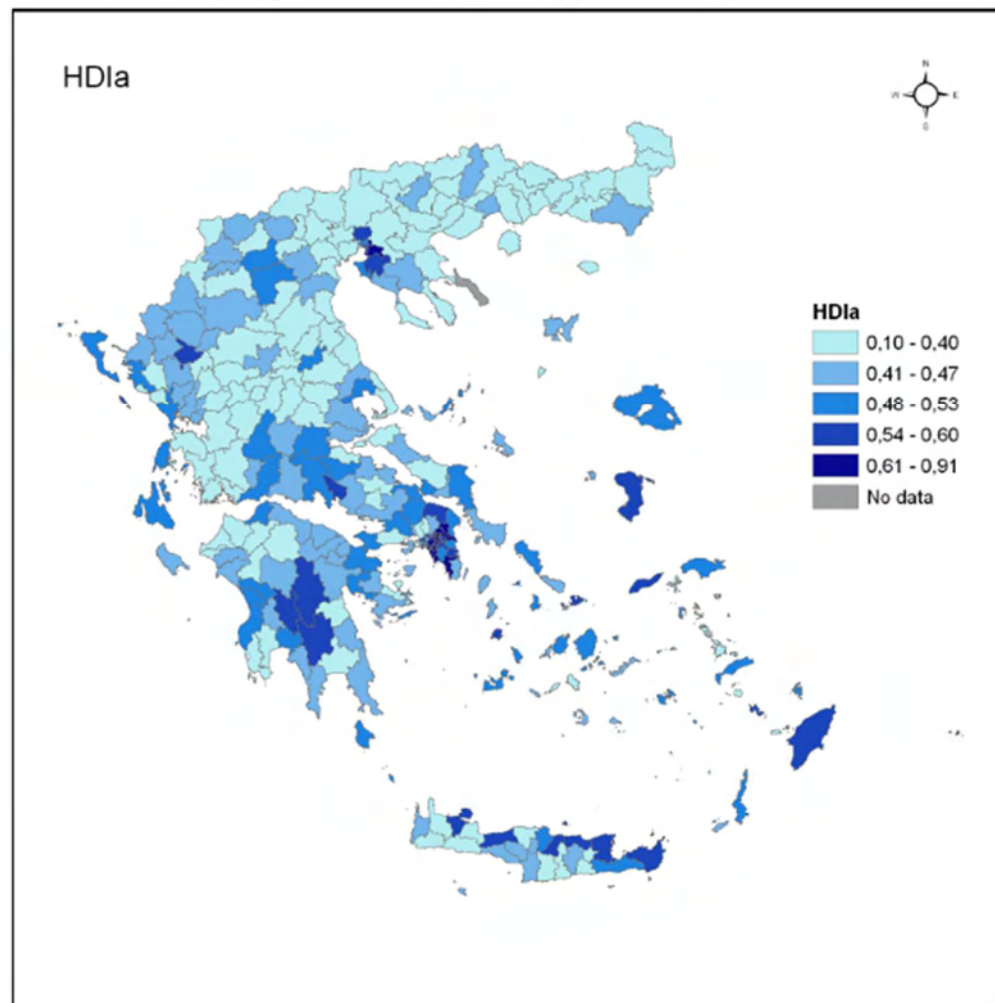 HDIa
N
W E
S
HDIa
0,10 - 0,40
0,41 - 0,47
0,48 - 0,53
0,54 - 0,60
0,61 - 0,91
No data